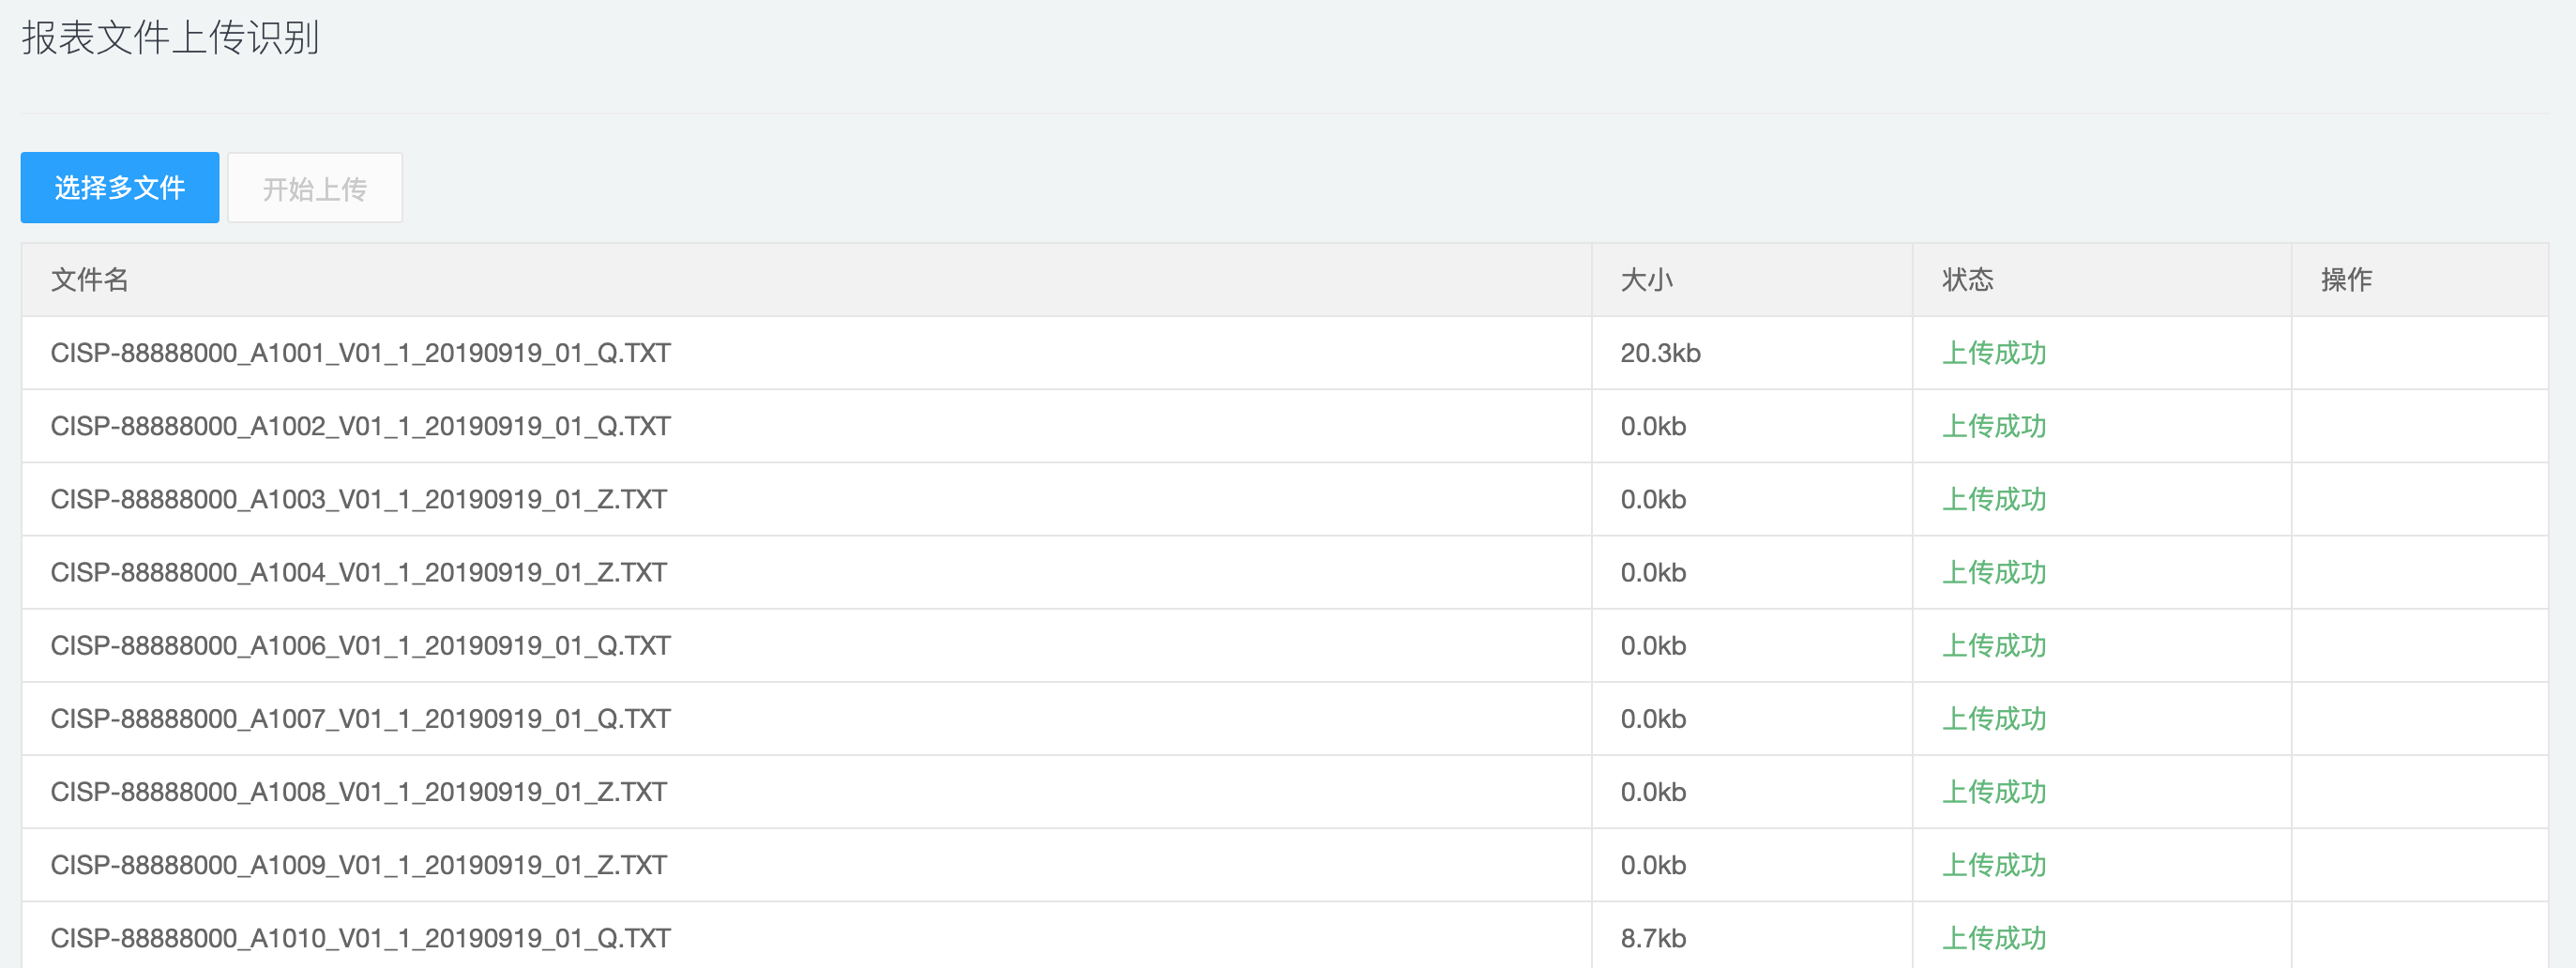 报表文件上传识别
选择多文件 开始上传
文件名 大小 状态 操作
CISP-88888000_A1001_V01_1_20190919_01_Q.TXT 20.3kb 上传成功
CISP-88888000_A1002_V01_1_20190919_01_Q.TXT 0.0kb 上传成功
CISP-88888000_A1003_V01_1_20190919_01_Z.TXT 0.0kb 上传成功
CISP-88888000_A1004_V01_1_20190919_01_Z.TXT 0.0kb 上传成功
CISP-88888000_A1006_V01_1_20190919_01_Q.TXT 0.0kb 上传成功
CISP-88888000_A1007_V01_1_20190919_01_Q.TXT 0.0kb 上传成功
CISP-88888000_A1008_V01_1_20190919_01_Z.TXT 0.0kb 上传成功
CISP-88888000_A1009_V01_1_20190919_01_Z.TXT 0.0kb 上传成功
CISP-88888000_A1010_V01_1_20190919_01_Q.TXT 8.7kb 上传成功